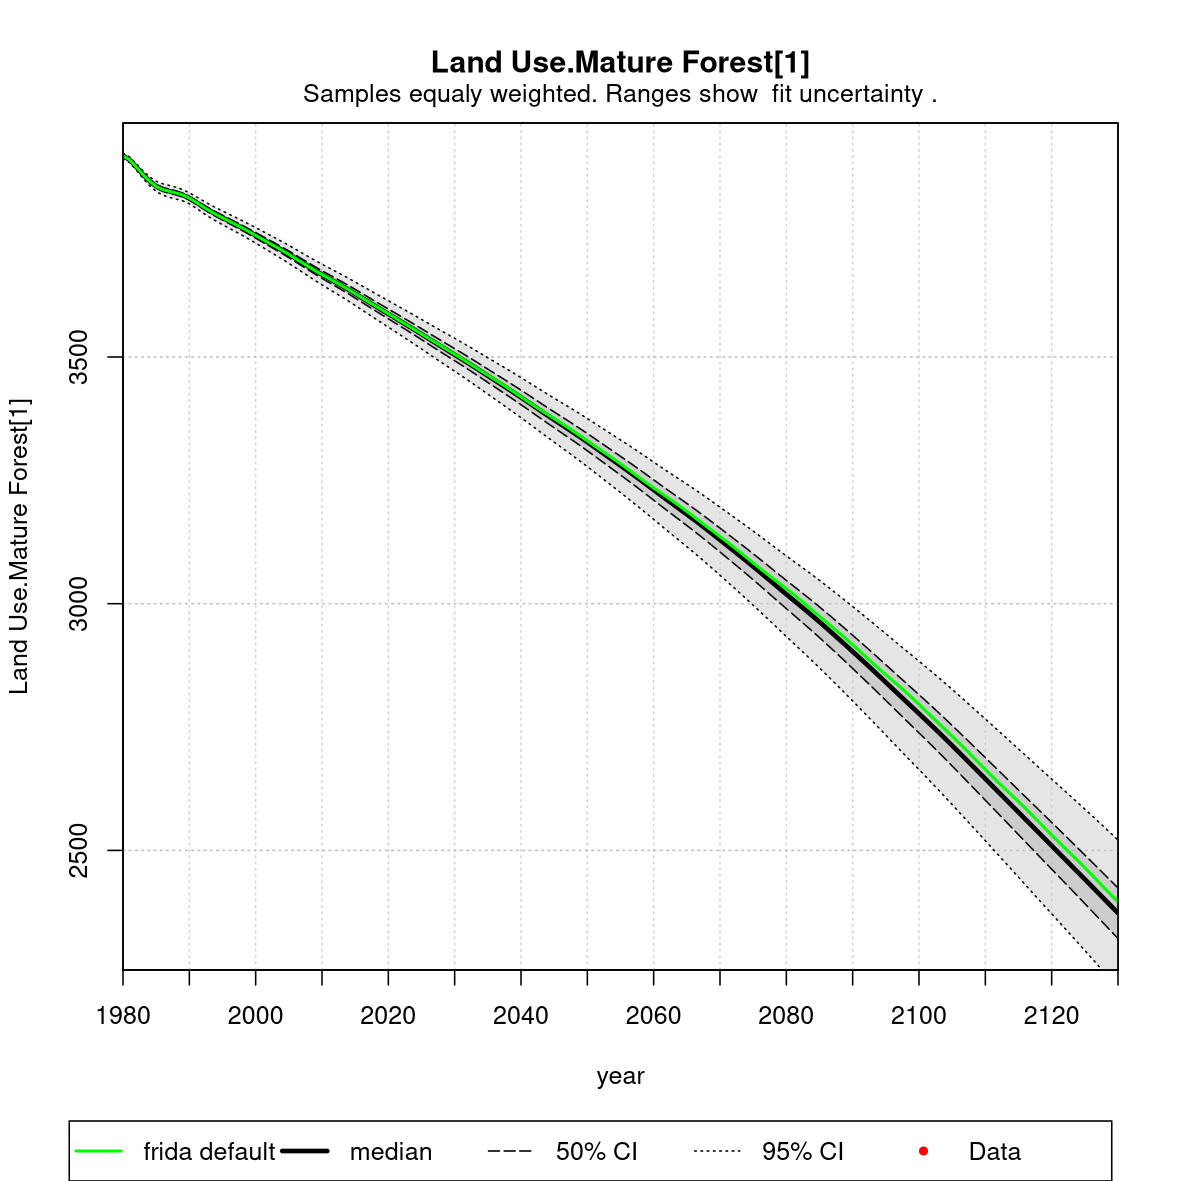 Land Use.Mature Forest[1]
Samples equaly weighted. Ranges show  fit uncertainty .
Land Use.Mature Forest[1]
3500
3000
2500
1980 2000 2020 2040 2060 2080 2100 2120
year
frida default median 50% CI 95% CI Data